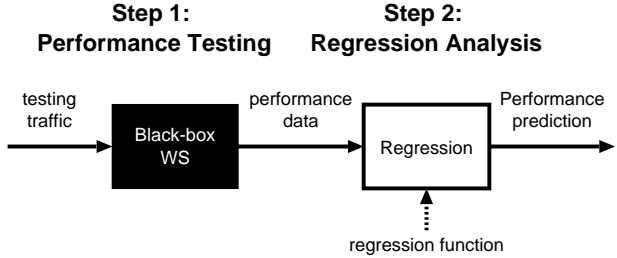 Step 1:
Performance Testing
Step 2:
Regression Analysis
testing
traffic
Black-box
WS
performance
data
Regression
Performance
prediction
regression function